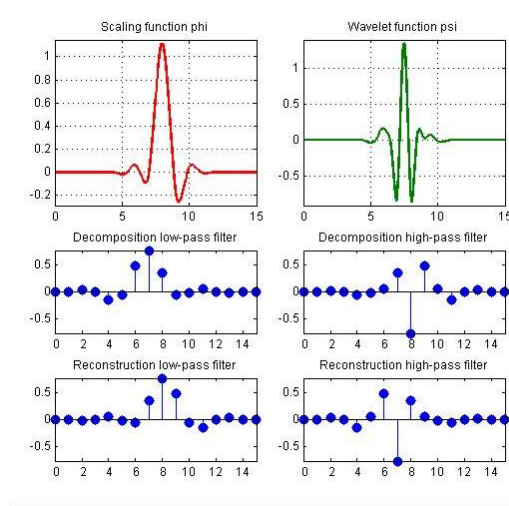 Scaling function phi
Wavelet function psi
1
0.8
0.6
0.4
0.2
0
-0.2
0 5 10 15
1
0.5
0
-0.5
0 5 10 15
Decomposition low-pass filter
Decomposition high-pass filter
0.5
0
-0.5
0 2 4 6 8 10 12 14
0.5
0
-0.5
0 2 4 6 8 10 12 14
Reconstruction low-pass filter
Reconstruction high-pass filter
0.5
0
-0.5
0 2 4 6 8 10 12 14
0.5
0
-0.5
0 2 4 6 8 10 12 14